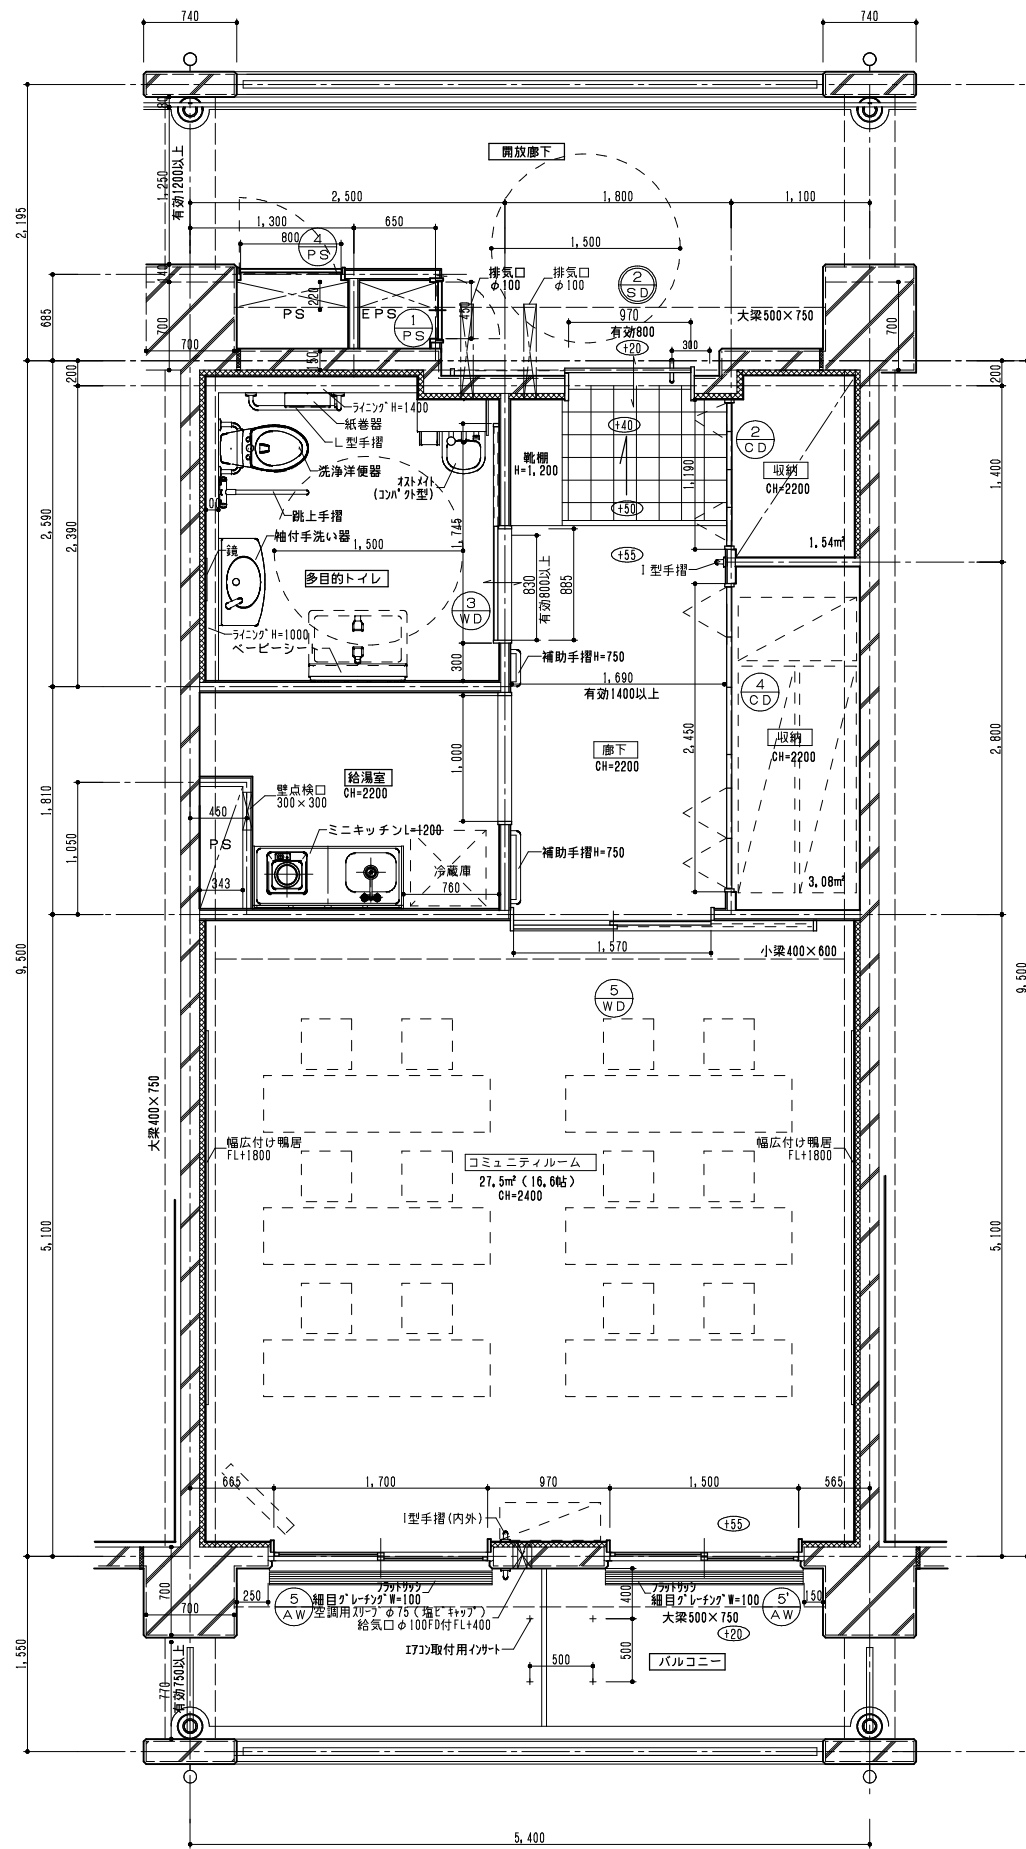 740
740
80
開放廊下
1,250
有効1200以上
2,195
2,500
1,800
1,100
1,300
650
800
4
PS
1,500
排気口
φ100
排気口
φ100
2
SD
140
685
700
220
PS
EPS
450
1
PS
970
有効800
大梁500×750
700
300
±20
700
150
200
200
ライニングH=1400
紙巻器
L型手摺
洗浄洋便器
オストメイト
(コンパクト型)
靴棚
H=1,200
±40
±50
±55
1,190
2
CD
収納
CH=2200
1.54㎡
1,400
2,590
2,390
跳上手摺
袖付手洗い器
鏡
1,500
1,745
多目的トイレ
830
有効800以上
885
I型手摺
3
WD
ライニングH=1000
ベービーシート
300
補助手摺H=750
1,690
有効1400以上
4
CD
収納
CH=2200
3.08㎡
2,800
2,450
廊下
CH=2200
1,000
給湯室
CH=2200
壁点検口
300×300
460
PS
343
1,810
1,050
ミニキッチンL=1200
冷蔵庫
760
補助手摺H=750
1,570
小梁400×600
9,500
9,500
5
WD
大梁400×750
幅広付け鴨居
FL+1800
幅広付け鴨居
FL+1800
コミュニティルーム
27.5㎡(16.6帖)
CH=2400
5,100
5,100
665
1,700
970
1,500
565
I型手摺(内外)
±55
700
700
250
5
AW
フラットサッシ
細目グレーチングW=100
空調用スリーブφ75(塩ビキャップ)
給気口φ100FD付FL+400
400
フラットサッシ
細目グレーチングW=100
大梁500×750
5'
AW
150
±20
エアコン取付用インサート
500
500
バルコニー
1,550
770
有効750以上
5,400